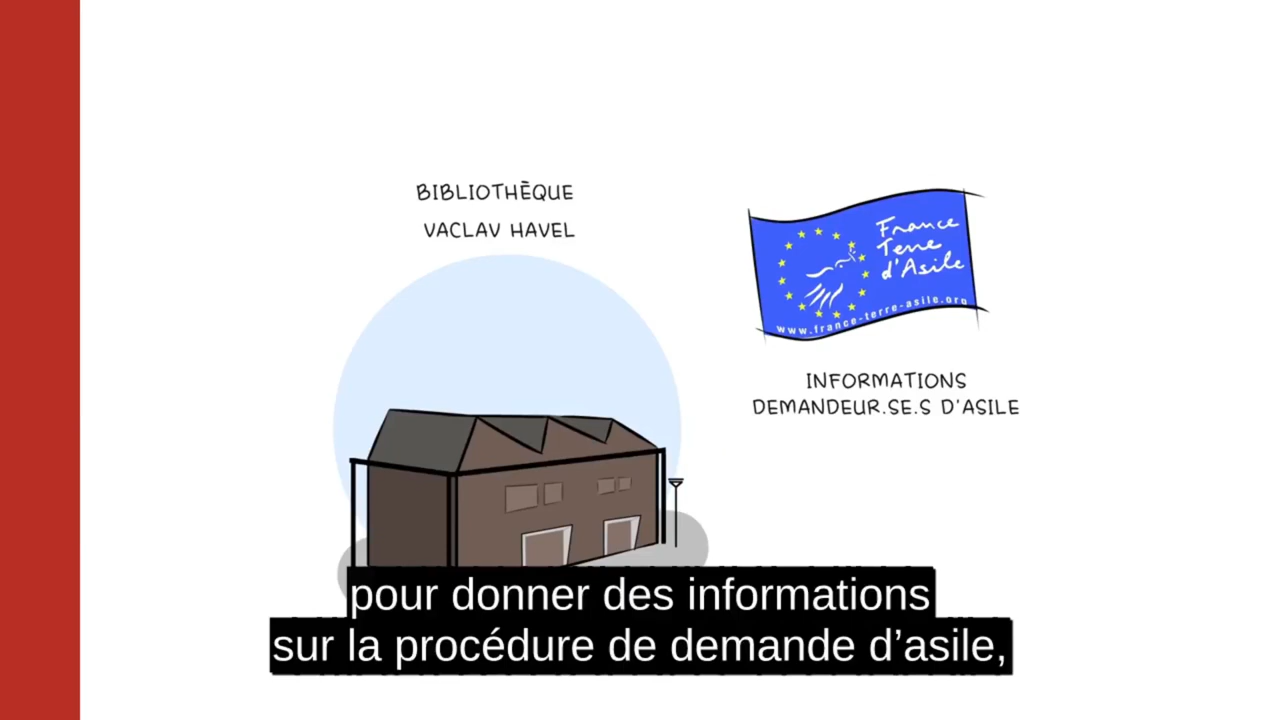 BIBLIOTHÈQUE
VACLAV HAVEL
France
Terre
d'Asile
www.france-terre-asile.org
INFORMATIONS
DEMANDEUR.SE.S D'ASILE
pour donner des informations
sur la procédure de demande d’asile,